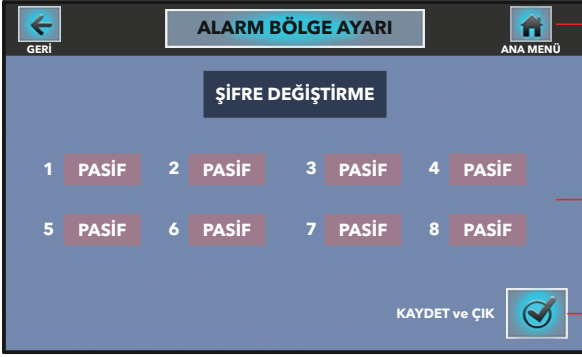 GERİ
ALARM BÖLGE AYARI
ANA MENÜ
ŞİFRE DEĞİŞTİRME
1 PASİF 2 PASİF 3 PASİF 4 PASİF
5 PASİF 6 PASİF 7 PASİF 8 PASİF
KAYDET ve ÇIK